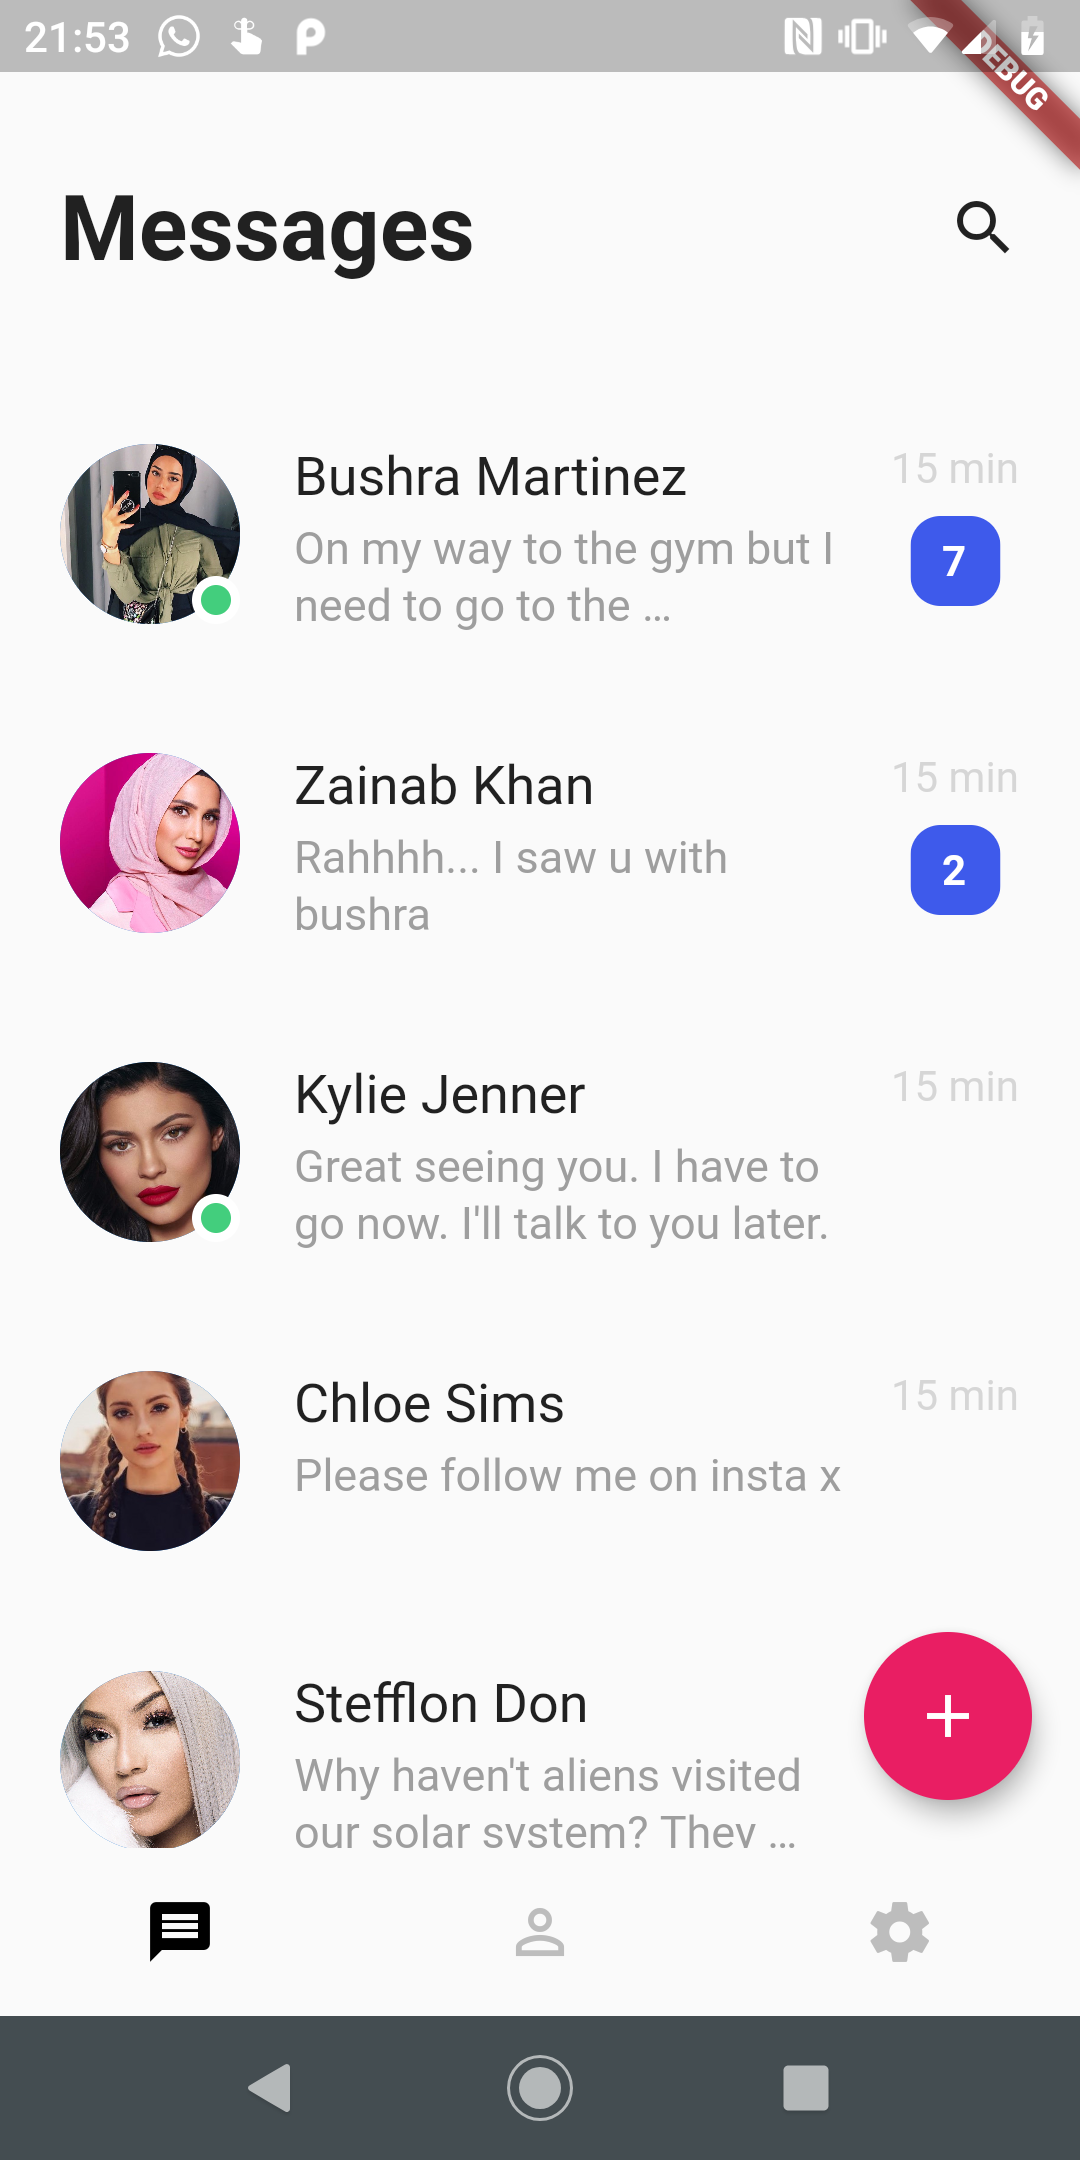 21:53
DEBUG
Messages
Bushra Martinez
15 min
On my way to the gym but I
need to go to the ...
7
Zainab Khan
15 min
Rahhhh... I saw u with
bushra
2
Kylie Jenner
15 min
Great seeing you. I have to
go now. I'll talk to you later.
Chloe Sims
15 min
Please follow me on insta x
Stefflon Don
Why haven't aliens visited
our solar system? They ...